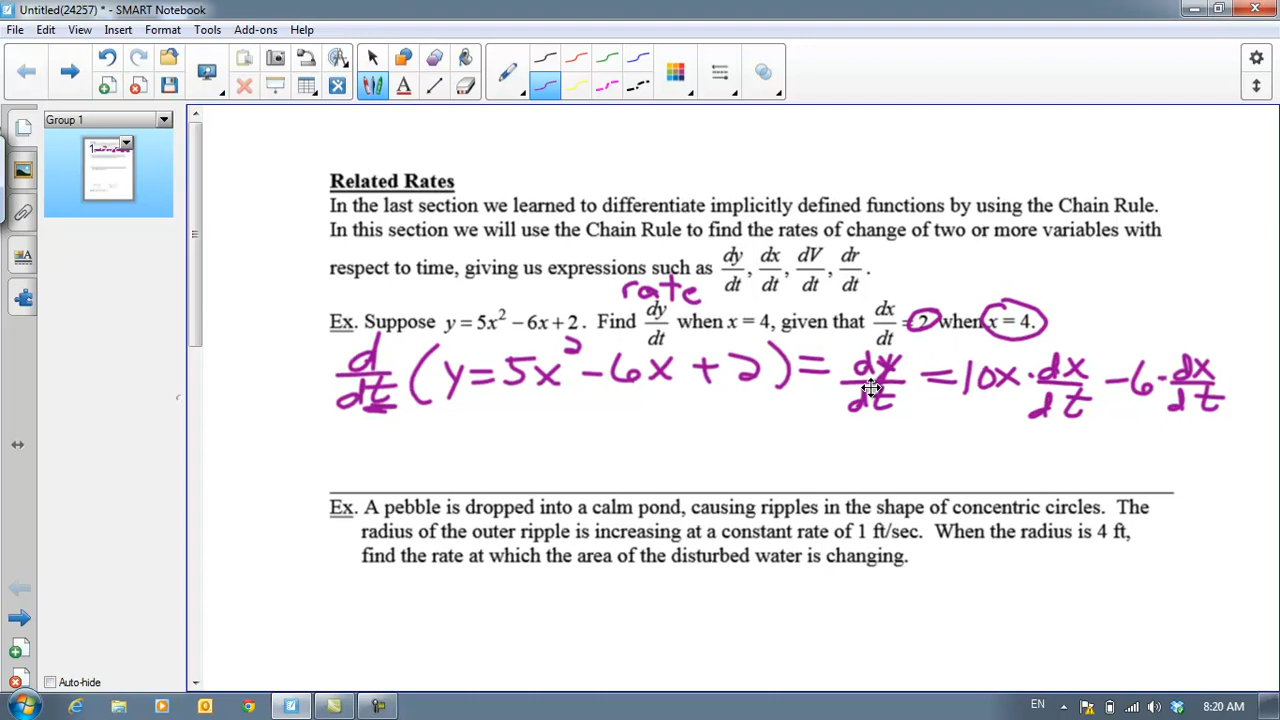 Untitled(24257) * - SMART Notebook
File Edit View Insert Format Tools Add-ons Help
Group 1
1
Related Rates
In the last section we learned to differentiate implicitly defined functions by using the Chain Rule.
In this section we will use the Chain Rule to find the rates of change of two or more variables with
respect to time, giving us expressions such as dy/dt, dx/dt, dV/dt, dr/dt.
rate
Ex. Suppose y = 5x² − 6x + 2. Find dy/dt when x = 4, given that dx/dt = 2 when x = 4.
d/dt (y = 5x² − 6x + 2) = dy/dt = 10x · dx/dt − 6 · dx/dt
Ex. A pebble is dropped into a calm pond, causing ripples in the shape of concentric circles. The
radius of the outer ripple is increasing at a constant rate of 1 ft/sec. When the radius is 4 ft,
find the rate at which the area of the disturbed water is changing.
Auto-hide
EN 8:20 AM